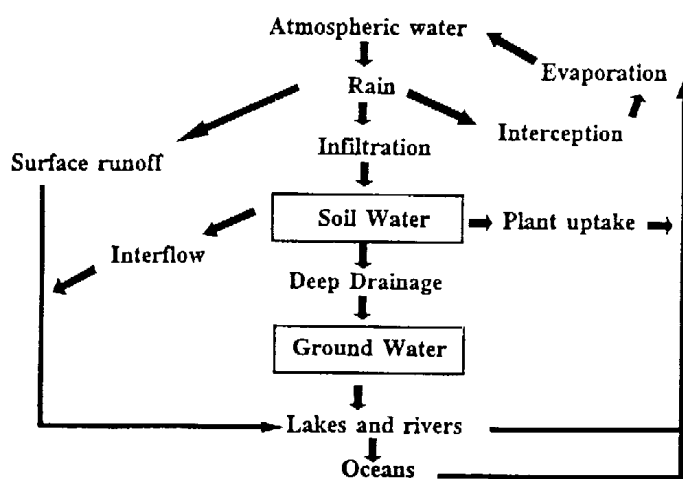 Atmospheric water
Evaporation
Rain
Interception
Infiltration
Surface runoff
Soil Water
Plant uptake
Interflow
Deep Drainage
Ground Water
Lakes and rivers
Oceans